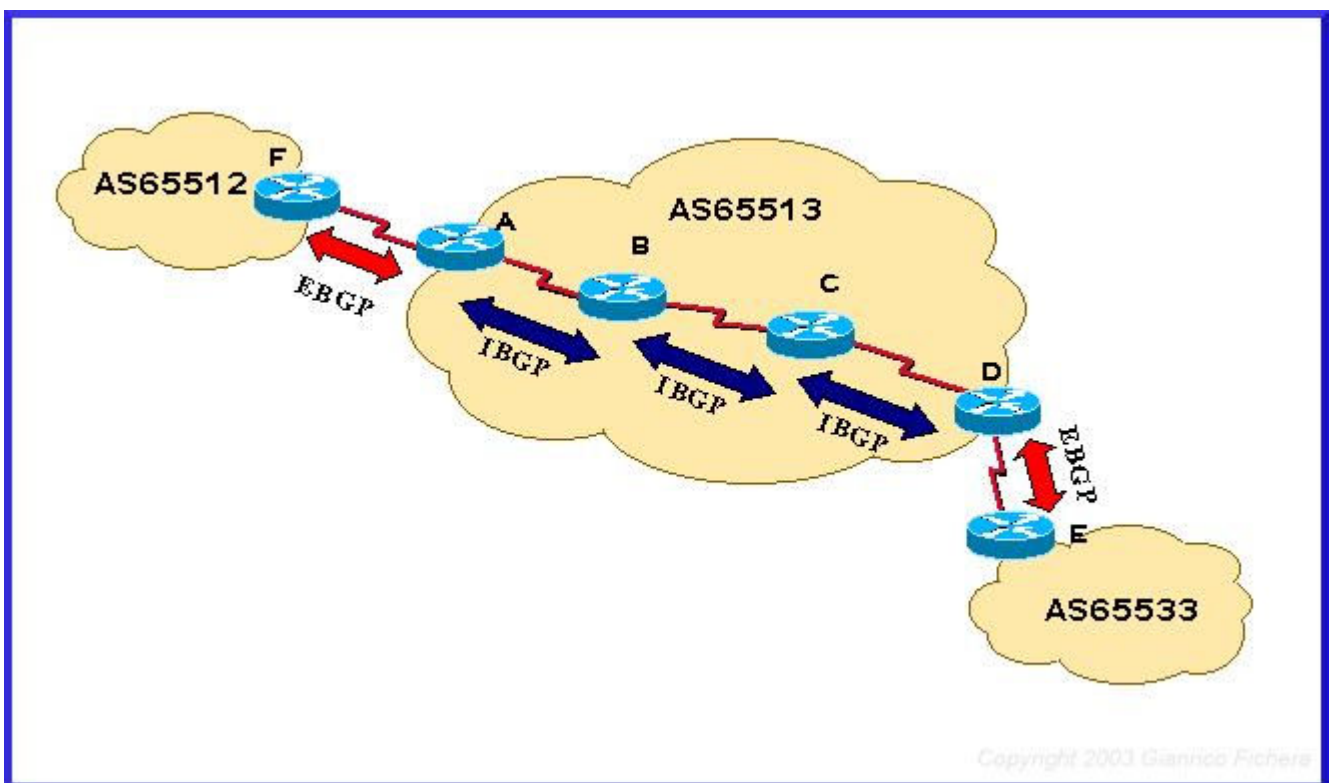 F
AS65512
A
AS65513
B
C
EBGP
IBGP
IBGP
IBGP
D
EBGP
E
AS65533
Copyright 2003 Gianrico Fichera